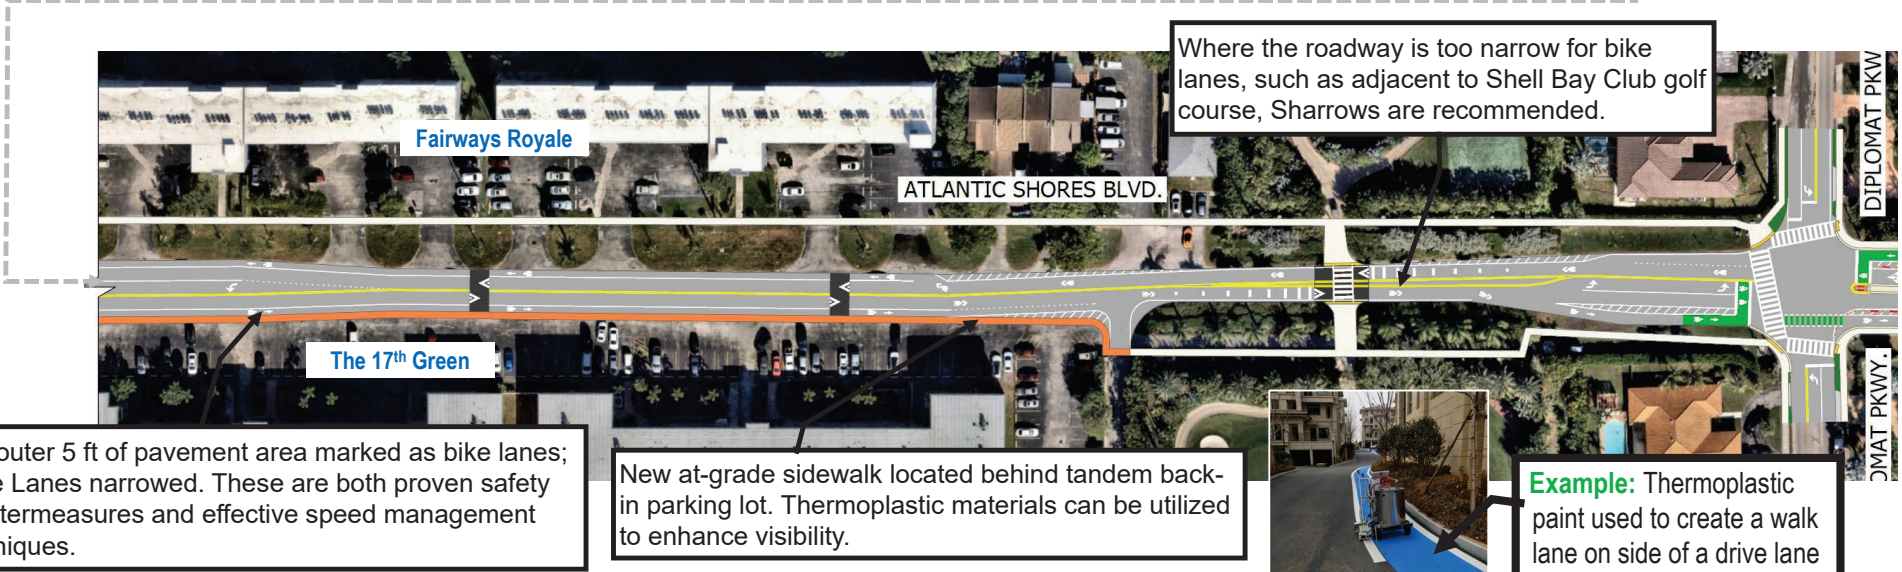 Where the roadway is too narrow for bike
lanes, such as adjacent to Shell Bay Club golf
course, Sharrows are recommended.
DIPLOMAT PKW
Fairways Royale
ATLANTIC SHORES BLVD.
The 17th Green
OMAT PKWY.
outer 5 ft of pavement area marked as bike lanes;
Lanes narrowed. These are both proven safety
termeasures and effective speed management
niques.
New at-grade sidewalk located behind tandem back-
in parking lot. Thermoplastic materials can be utilized
to enhance visibility.
Example: Thermoplastic
paint used to create a walk
lane on side of a drive lane